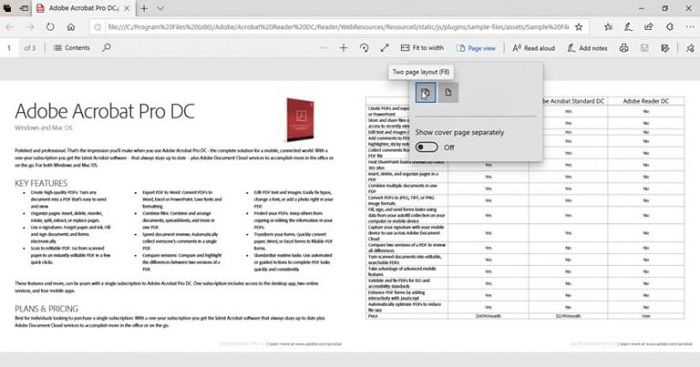 Adobe Acrobat Pro DC.p
file:///C:/Program%20Files%20(x86)/Adobe/Acrobat%20Reader%20DC/Reader/WebResources/Resource0/static/js/plugins/sample-files/assets/Sample%20Fil
1 of 3 Contents Fit to width Page view Read aloud Add notes
Two page layout (F8)
Show cover page separately
Off
Adobe Acrobat Pro DC
Windows and Mac OS
Polished and professional. That's the impression you'll make when you use Adobe Acrobat Pro DC - the complete solution for a mobile, connected world. With a
one-year subscription you get the latest Acrobat software - that always stays up to date - plus Adobe Document Cloud services to accomplish more in the office or
on the go. For both Windows and Mac OS.
KEY FEATURES
• Create high-quality PDFs: Turn any
document into a PDF that's easy to send
and view.
• Organize pages: Insert, delete, reorder,
rotate, split, extract, or replace pages.
• Use e-signatures: Forget paper and ink. Fill
and sign documents and forms
electronically.
• Scan to editable PDF: Go from scanned
paper to an instantly editable PDF in a few
quick clicks.
• Export PDF to Word: Convert PDFs to
Word, Excel or PowerPoint; Save fonts and
formatting.
• Combine files: Combine and arrange
documents, spreadsheets, and more in
one PDF.
• Speed document reviews: Automatically
collect everyone's comments in a single
PDF.
• Compare versions: Compare and highlight
the differences between two versions of a
PDF.
• Edit PDF text and images: Easily fix typos,
change a font, or add a photo right in your
PDF.
• Protect your PDFs: Keep others from
copying or editing the information in your
PDFs.
• Transform your forms: Quickly convert
paper, Word, or Excel forms to fillable PDF
forms.
• Standardize routine tasks: Use automated
or guided Actions to complete PDF tasks
quickly and consistently.
These features and more, can be yours with a single subscription to Adobe Acrobat Pro DC. One subscription includes access to the desktop app, two online
services, and four mobile apps.
PLANS & PRICING
Best for individuals looking to purchase a single subscription. With a one-year subscription you get the latest Acrobat software that always stays up to date plus
Adobe Document Cloud services to accomplish more in the office or on the go.
ADOBE ACROBAT PRO DC | Learn more at www.adobe.com/acrobat
be Acrobat Standard DC Adobe Reader DC
Create PDFs and
or PowerPoint Yes No
Store and share files
access to recently
Edit text and images
Add comments to PDF
highlighter, sticky
Collect comments
PDF file
Host SharePoint
365 sites
Insert, delete, and organize pages in a
PDF Yes Yes No
Combine multiple documents in one
PDF Yes Yes No
Convert PDFs to JPEG, TIFF, or PNG
image formats Yes Yes No
Fill, sign, and send forms faster using
data from your autofill collection on your
computer or mobile device Yes Yes Yes
Capture your signature with your mobile
device to use across Adobe Document
Cloud Yes Yes Yes
Compare two versions of a PDF to review
all differences Yes No No
Turn scanned documents into editable,
searchable PDFs Yes No No
Take advantage of advanced mobile
features Yes No No
Validate and fix PDFs for ISO and
accessibility standards Yes No No
Enhance PDF forms by adding
interactivity with JavaScript Yes No No
Automatically optimize PDFs to reduce
file size Yes No No
Price Free
ADOBE ACROBAT PRO DC | Learn more at www.adobe.com/acrobat